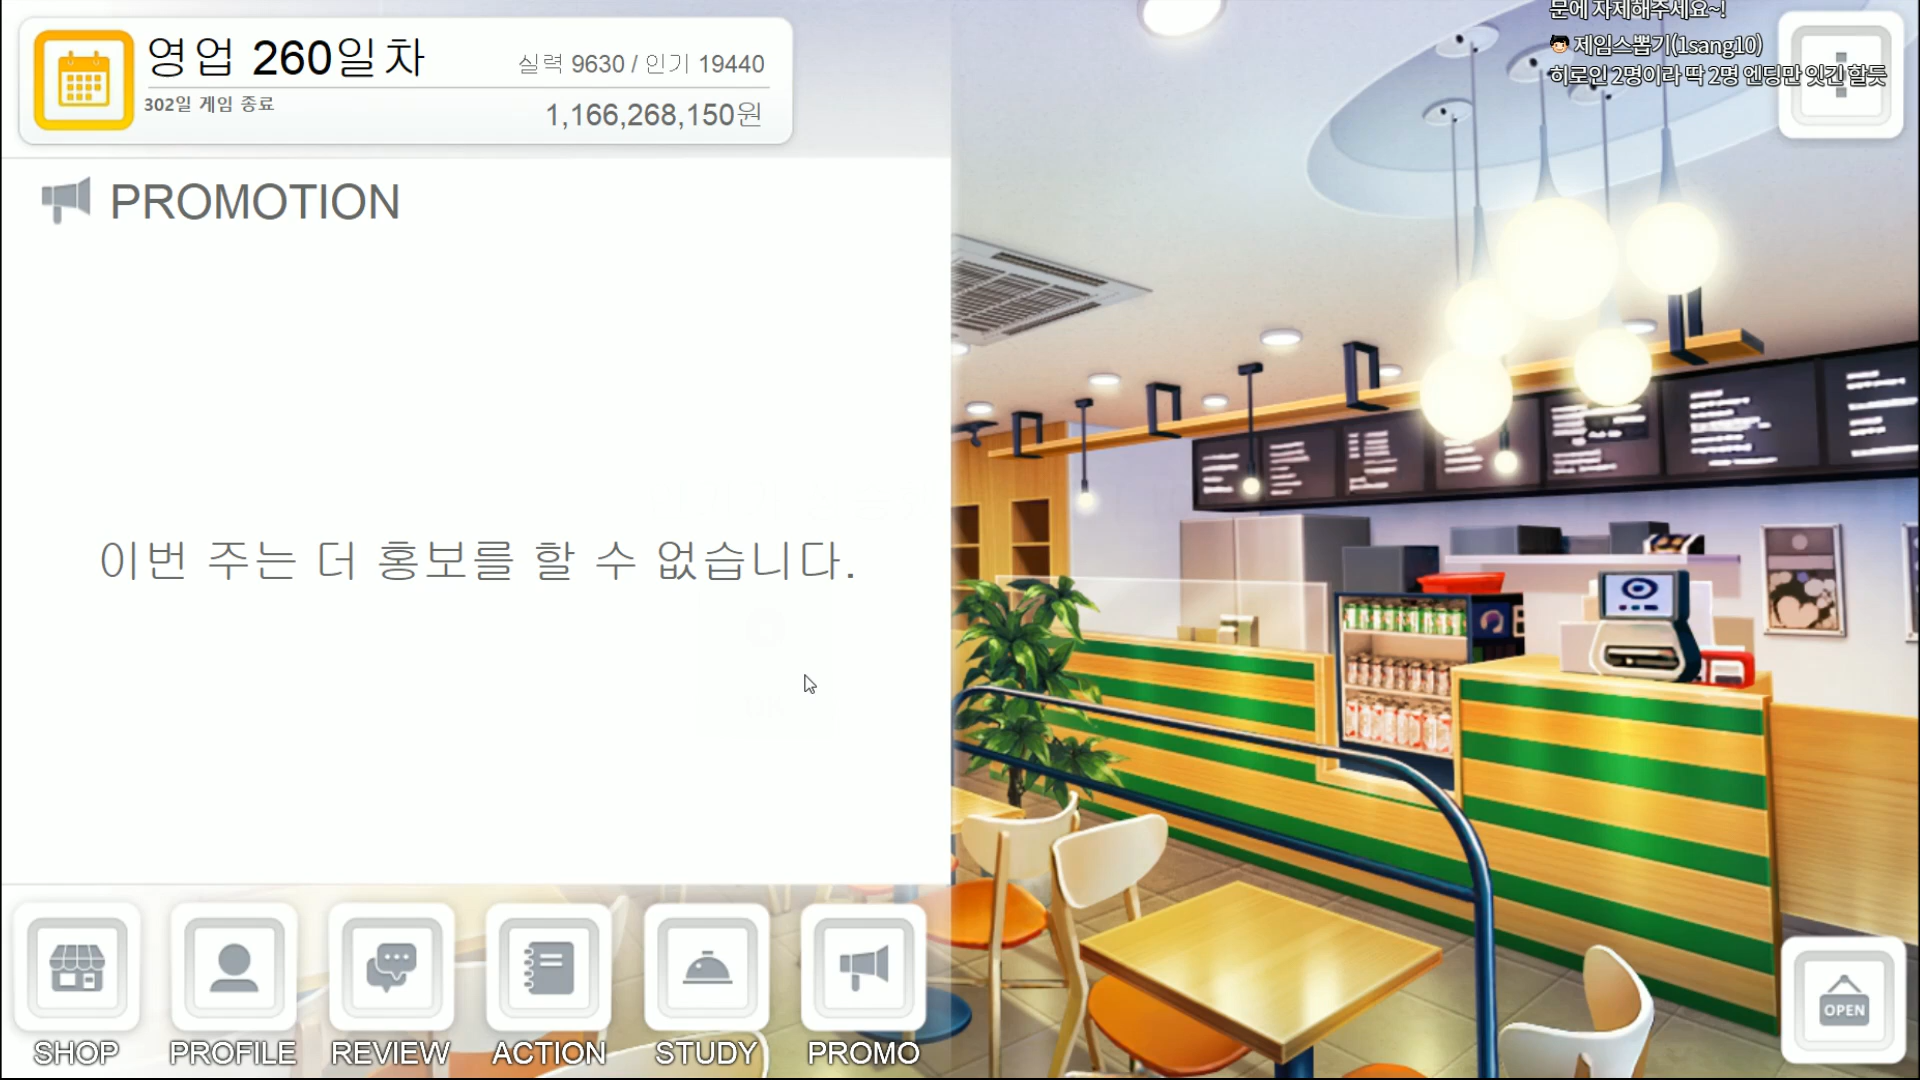 영업 260일차
실력 9630 / 인기 19440
302일 게임 종료
1,166,268,150원
문에 자제해주세요~!
제임스뽑기(1sang10)
히로인 2명이라 딱 2명 엔딩만 잇긴 할듯
PROMOTION
이번 주는 더 홍보를 할 수 없습니다.
OPEN
SHOP
PROFILE
REVIEW
ACTION
STUDY
PROMO